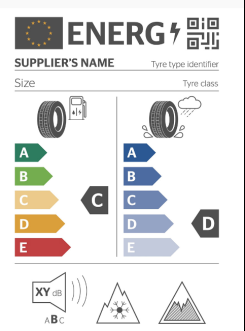 ENERG
SUPPLIER'S NAME Tyre type identifier
Size Tyre class
A A
B B
C C C
D D D
E E
XY dB
ABC